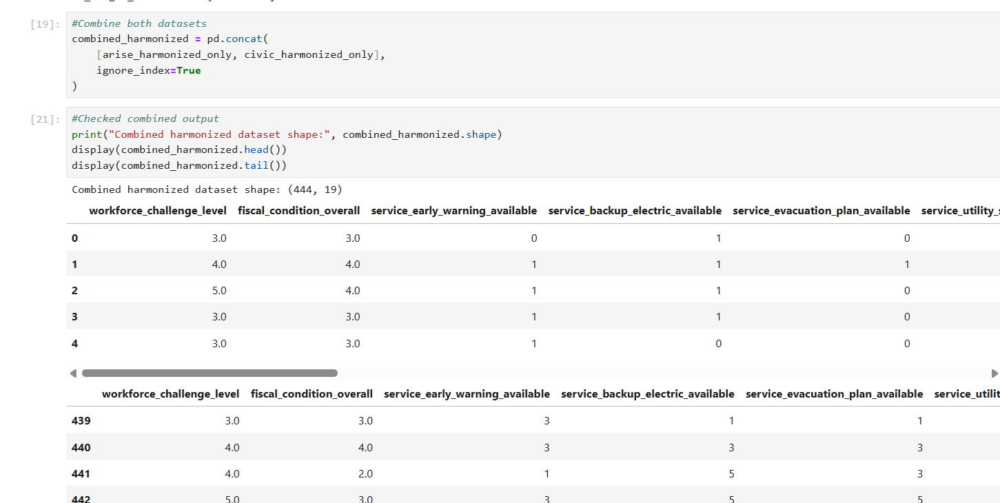 [19]: #Combine both datasets
combined_harmonized = pd.concat(
[arise_harmonized_only, civic_harmonized_only],
ignore_index=True
)
[21]: #Checked combined output
print("Combined harmonized dataset shape:", combined_harmonized.shape)
display(combined_harmonized.head())
display(combined_harmonized.tail())
Combined harmonized dataset shape: (444, 19)
workforce_challenge_level fiscal_condition_overall service_early_warning_available service_backup_electric_available service_evacuation_plan_available service_utility_s
0 3.0 3.0 0 1 0
1 4.0 4.0 1 1 1
2 5.0 4.0 1 1 0
3 3.0 3.0 1 1 0
4 3.0 3.0 1 0 0
workforce_challenge_level fiscal_condition_overall service_early_warning_available service_backup_electric_available service_evacuation_plan_available service_utilit
439 3.0 3.0 3 1 1
440 4.0 4.0 3 3 3
441 4.0 2.0 1 5 3
442 5.0 3.0 3 5 5